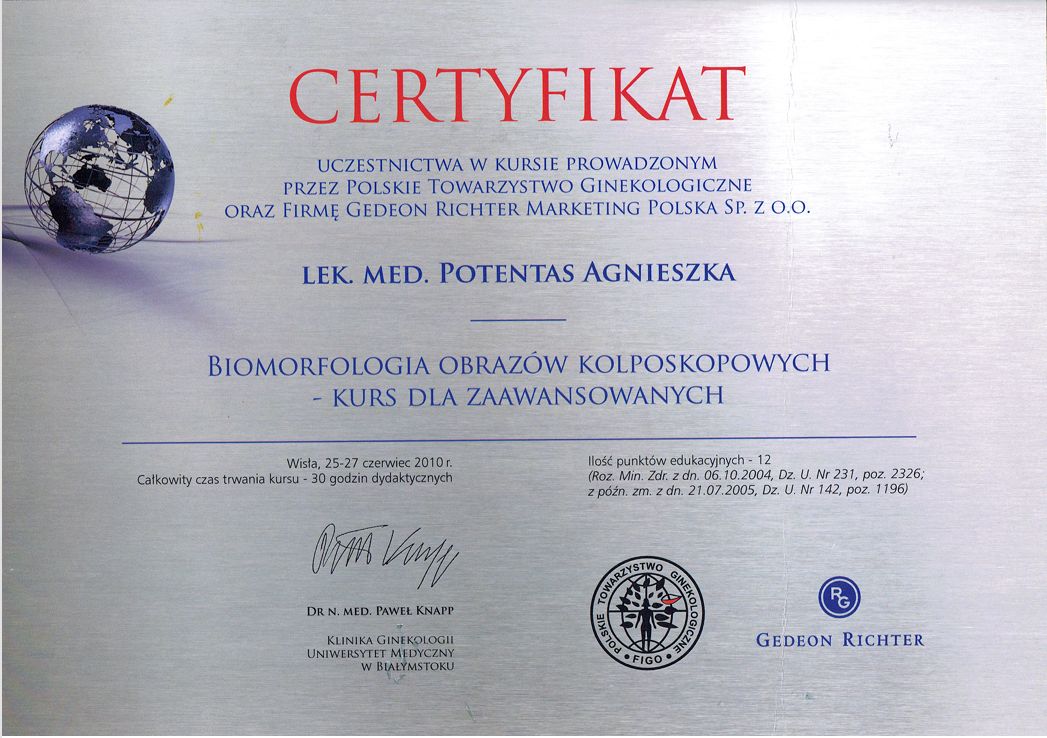 CERTYFIKAT
UCZESTNICTWA W KURSIE PROWADZONYM
PRZEZ POLSKIE TOWARZYSTWO GINEKOLOGICZNE
ORAZ FIRMĘ GEDEON RICHTER MARKETING POLSKA SP. Z O.O.
LEK. MED. POTENTAS AGNIESZKA
BIOMORFOLOGIA OBRAZÓW KOLPOSKOPOWYCH
- KURS DLA ZAAWANSOWANYCH
Wisła, 25-27 czerwiec 2010 r.
Całkowity czas trwania kursu - 30 godzin dydaktycznych
Ilość punktów edukacyjnych - 12
(Roz. Min. Zdr. z dn. 06.10.2004, Dz. U. Nr 231, poz. 2326;
z późn. zm. z dn. 21.07.2005, Dz. U. Nr 142, poz. 1196)
DR N. MED. PAWEŁ KNAPP
KLINIKA GINEKOLOGII
UNIWERSYTET MEDYCZNY
W BIAŁYMSTOKU
POLSKIE TOWARZYSTWO GINEKOLOGICZNE
• FIGO •
RG
GEDEON RICHTER